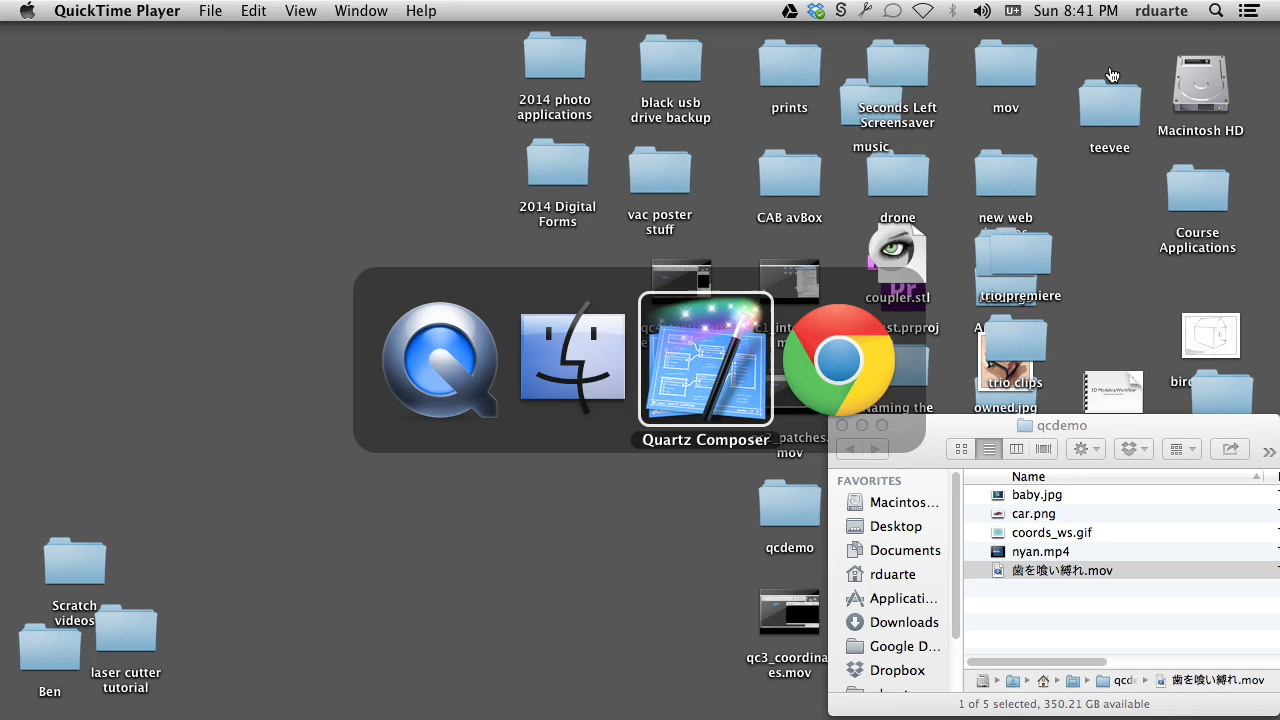 QuickTime Player File Edit View Window Help
Sun 8:41 PM rduarte
2014 photo
applications
black usb
drive backup
prints
Seconds Left
Screensaver
mov
music
teevee
Macintosh HD
2014 Digital
Forms
vac poster
stuff
CAB avBox
drone
new web
Course
Applications
coupler.stl
trio premiere
Pr
trio clips
owned.jpg
Quartz Composer
qcdemo
Scratch
videos
Ben
laser cutter
tutorial
qc3_coordina
es.mov
qcdemo
FAVORITES
Macintos...
Desktop
Documents
rduarte
Applicati...
Downloads
Google D...
Dropbox
Name
baby.jpg
car.png
coords_ws.gif
nyan.mp4
歯を喰い縛れ.mov
歯を喰い縛れ.mov
1 of 5 selected, 350.21 GB available